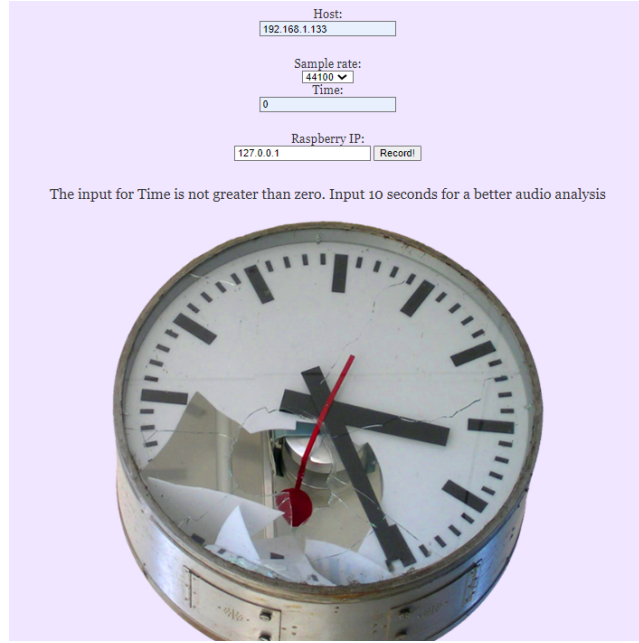 Host:
192.168.1.133
Sample rate:
44100
Time:
0
Raspberry IP:
127.0.0.1 Record!
The input for Time is not greater than zero. Input 10 seconds for a better audio analysis